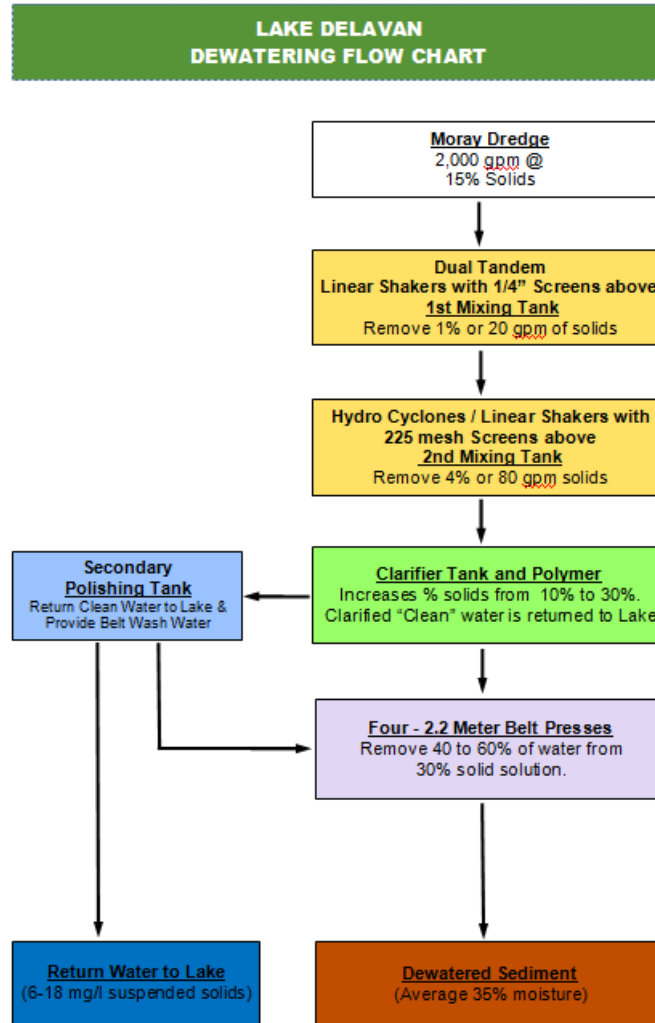 LAKE DELAVAN
DEWATERING FLOW CHART
Moray Dredge
2,000 gpm @
15% Solids
Dual Tandem
Linear Shakers with 1/4” Screens above
1st Mixing Tank
Remove 1% or 20 gpm of solids
Hydro Cyclones / Linear Shakers with
225 mesh Screens above
2nd Mixing Tank
Remove 4% or 80 gpm solids
Secondary
Polishing Tank
Return Clean Water to Lake &
Provide Belt Wash Water
Clarifier Tank and Polymer
Increases % solids from 10% to 30%.
Clarified “Clean” water is returned to Lake
Four - 2.2 Meter Belt Presses
Remove 40 to 60% of water from
30% solid solution.
Return Water to Lake
(6-18 mg/l suspended solids)
Dewatered Sediment
(Average 35% moisture)